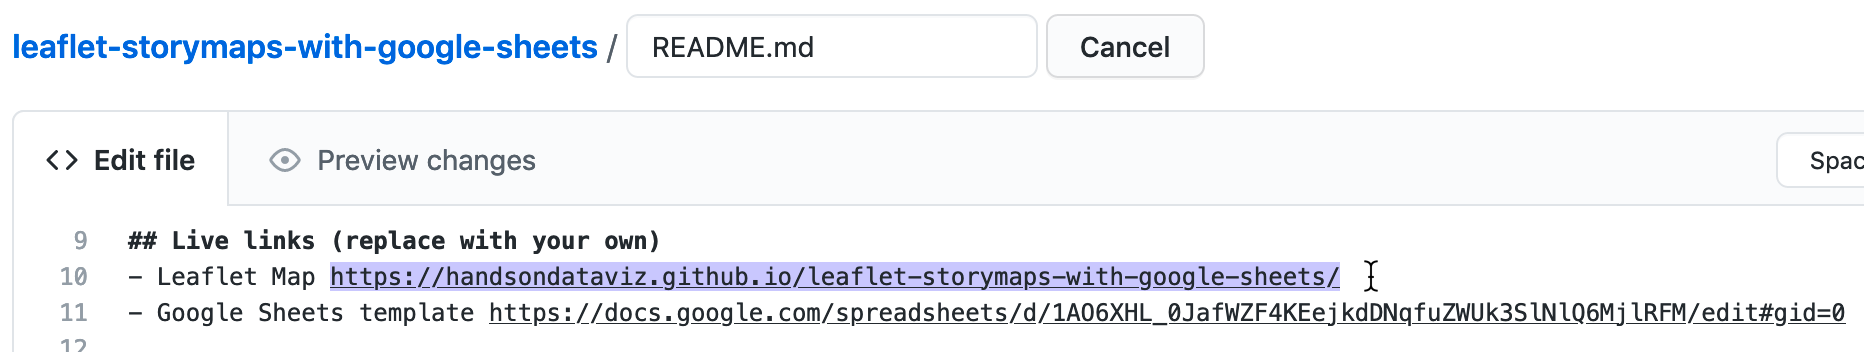 leaflet-storymaps-with-google-sheets / README.md Cancel
<> Edit file Preview changes Spac
9 ## Live links (replace with your own)
10 - Leaflet Map https://handsondataviz.github.io/leaflet-storymaps-with-google-sheets/
11 - Google Sheets template https://docs.google.com/spreadsheets/d/1AO6XHL_0JafWZF4KEejkdDNqfuZWUk3SlNlQ6MjlRFM/edit#gid=0
12